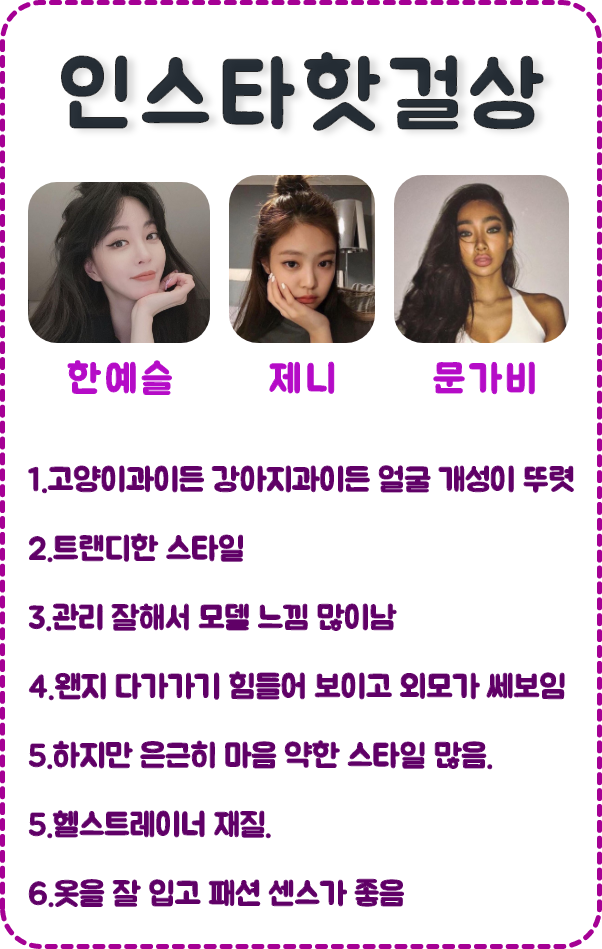 인스타핫걸상
한예슬 제니 문가비
1.고양이과이든 강아지과이든 얼굴 개성이 뚜렷
2.트랜디한 스타일
3.관리 잘해서 모델 느낌 많이남
4.왠지 다가가기 힘들어 보이고 외모가 쎄보임
5.하지만 은근히 마음 약한 스타일 많음.
5.헬스트레이너 재질.
6.옷을 잘 입고 패션 센스가 좋음